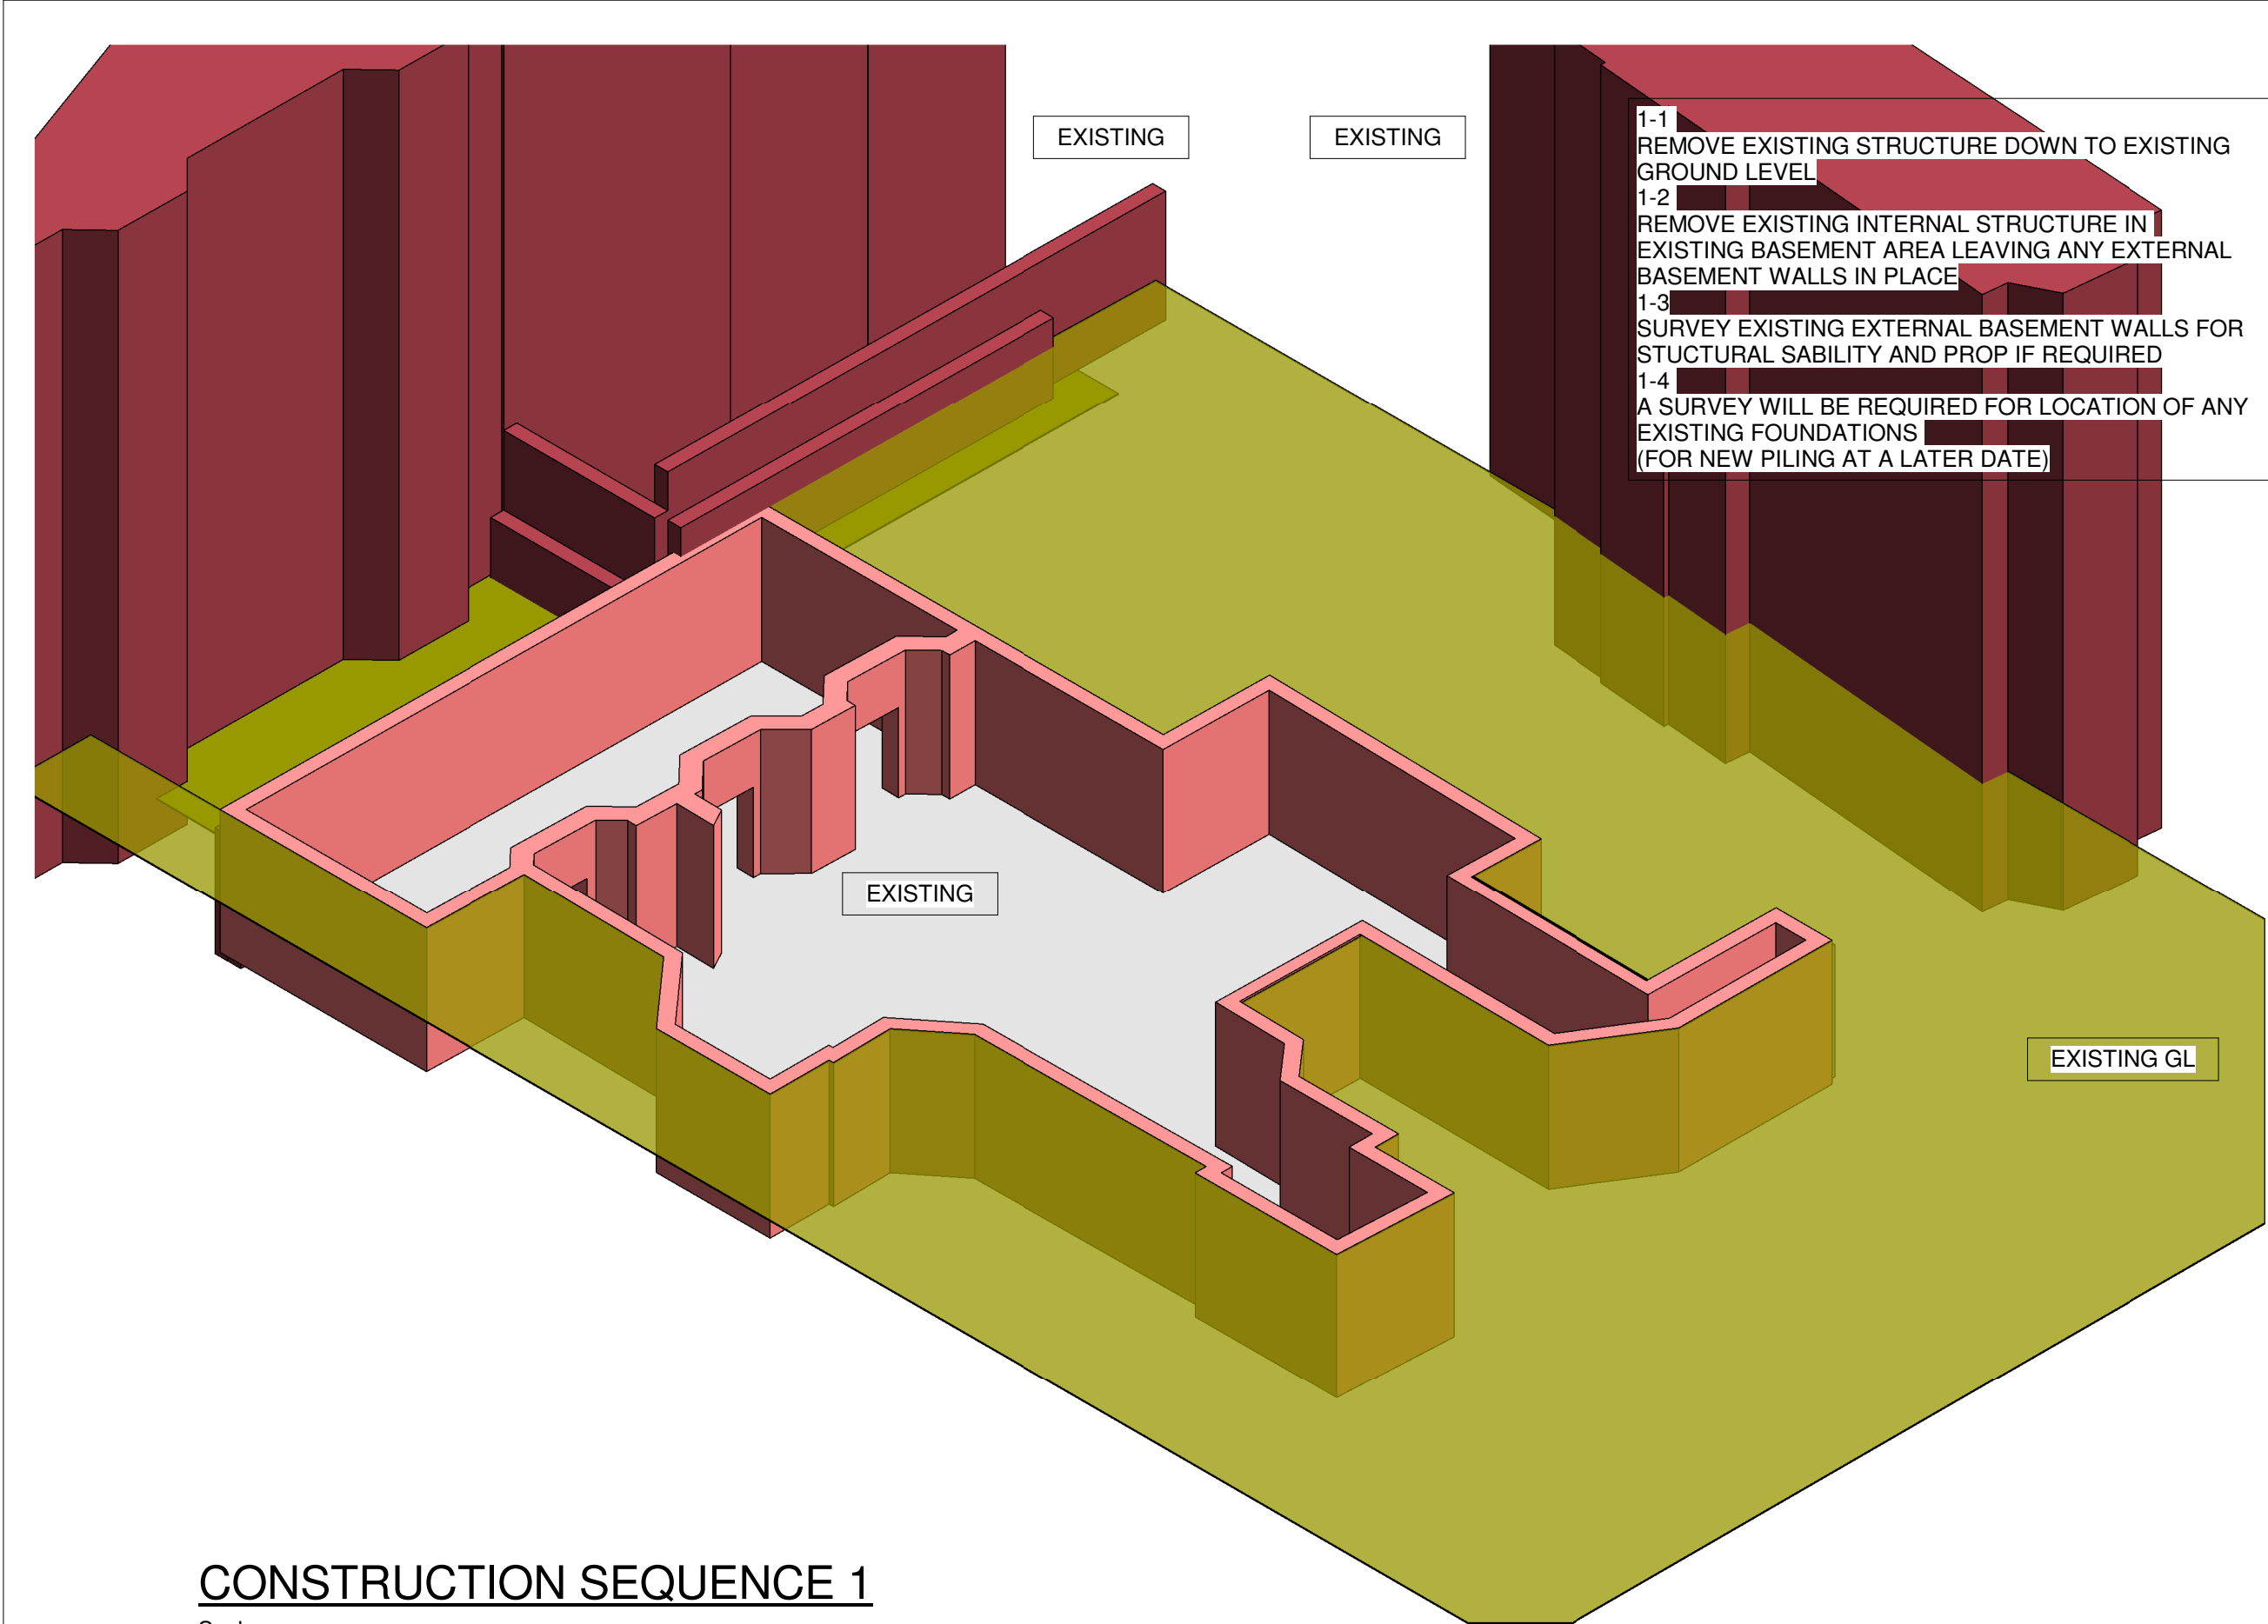 EXISTING
EXISTING
1-1
REMOVE EXISTING STRUCTURE DOWN TO EXISTING
GROUND LEVEL
1-2
REMOVE EXISTING INTERNAL STRUCTURE IN
EXISTING BASEMENT AREA LEAVING ANY EXTERNAL
BASEMENT WALLS IN PLACE
1-3
SURVEY EXISTING EXTERNAL BASEMENT WALLS FOR
STUCTURAL SABILITY AND PROP IF REQUIRED
1-4
A SURVEY WILL BE REQUIRED FOR LOCATION OF ANY
EXISTING FOUNDATIONS
(FOR NEW PILING AT A LATER DATE)
EXISTING
EXISTING GL
CONSTRUCTION SEQUENCE 1